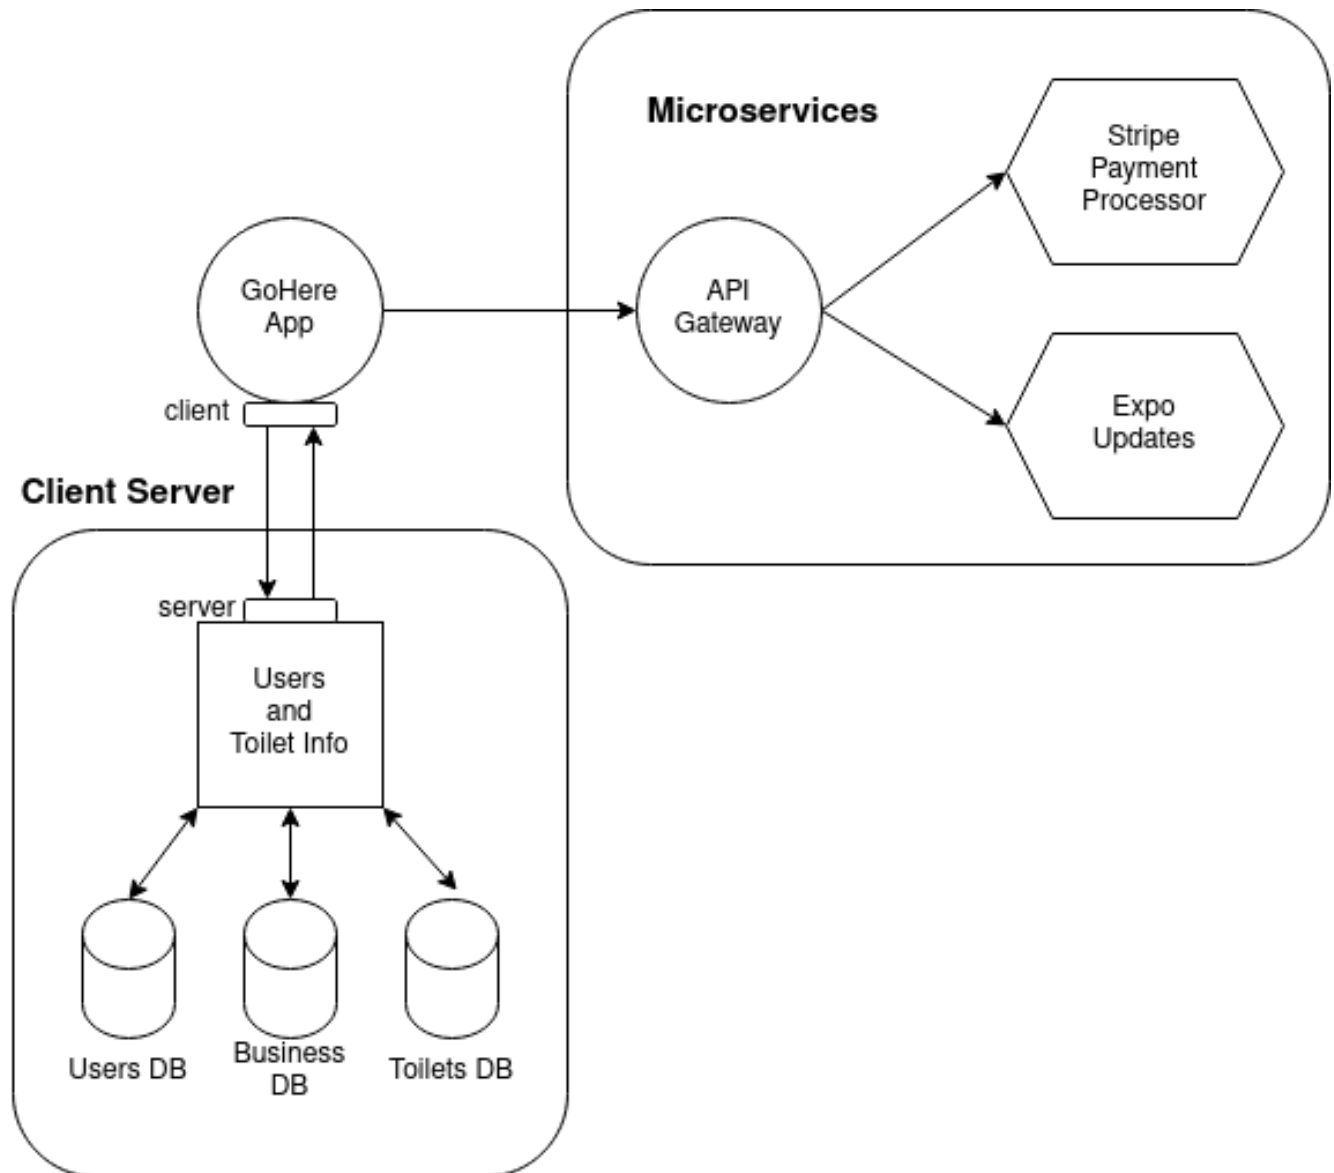 Microservices
Stripe
Payment
Processor
GoHere
App
API
Gateway
Expo
Updates
client
Client Server
server
Users
and
Toilet Info
Users DB
Business
DB
Toilets DB